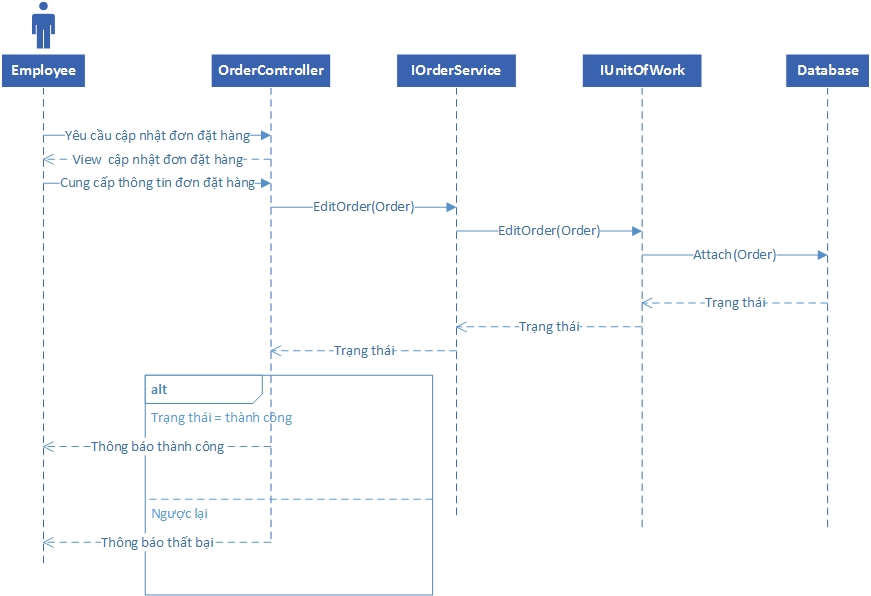 Employee
OrderController
IOrderService
IUnitOfWork
Database
Yêu cầu cập nhật đơn đặt hàng
View cập nhật đơn đặt hàng
Cung cấp thông tin đơn đặt hàng
EditOrder(Order)
EditOrder(Order)
Attach(Order)
Trạng thái
Trạng thái
Trạng thái
alt
Trạng thái = thành công
Thông báo thành công
Ngược lại
Thông báo thất bại